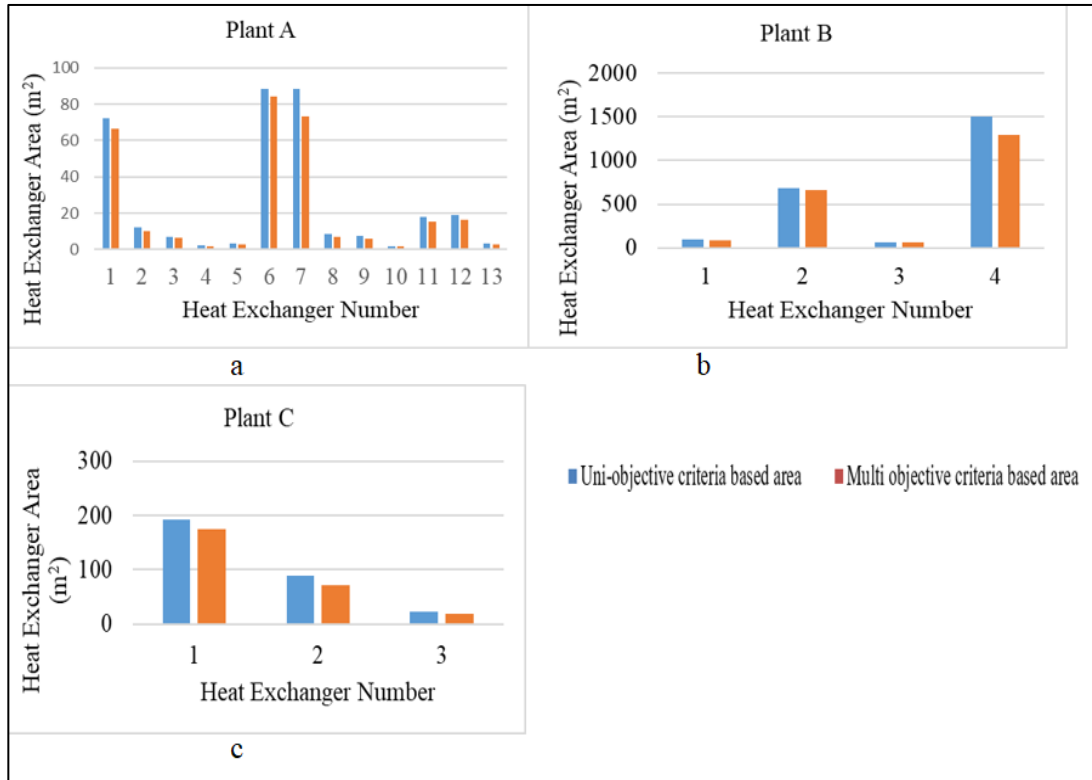 Plant A
Heat Exchanger Area (m²)
100
80
60
40
20
0
1 2 3 4 5 6 7 8 9 10 11 12 13
Heat Exchanger Number
a
Plant B
Heat Exchanger Area (m²)
2000
1500
1000
500
0
1 2 3 4
Heat Exchanger Number
b
Plant C
Heat Exchanger Area
(m²)
300
200
100
0
1 2 3
Heat Exchanger Number
c
Uni-objective criteria based area Multi objective criteria based area